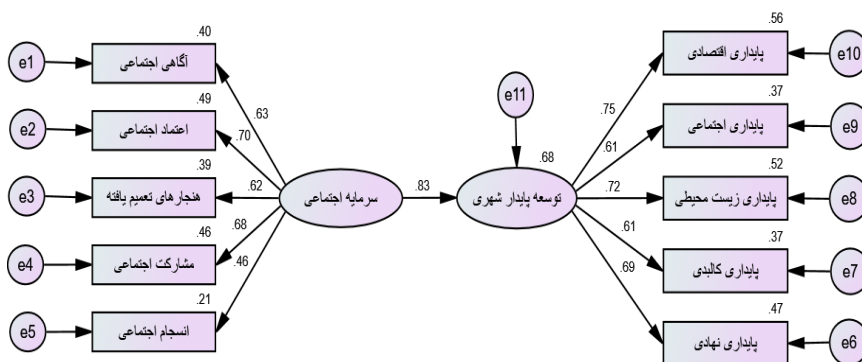 .40
e1
آگاهی اجتماعی
.63
.49
e2
اعتماد اجتماعی
.70
.39
e3
هنجارهای تعمیم یافته
.62
.46
e4
مشارکت اجتماعی
.68
.21
e5
انسجام اجتماعی
.46
سرمایه اجتماعی
.83
e11
.68
توسعه پایدار شهری
.56
.75
پایداری اقتصادی
e10
.37
.61
پایداری اجتماعی
e9
.52
.72
پایداری زیست محیطی
e8
.37
.61
پایداری کالبدی
e7
.47
.69
پایداری نهادی
e6